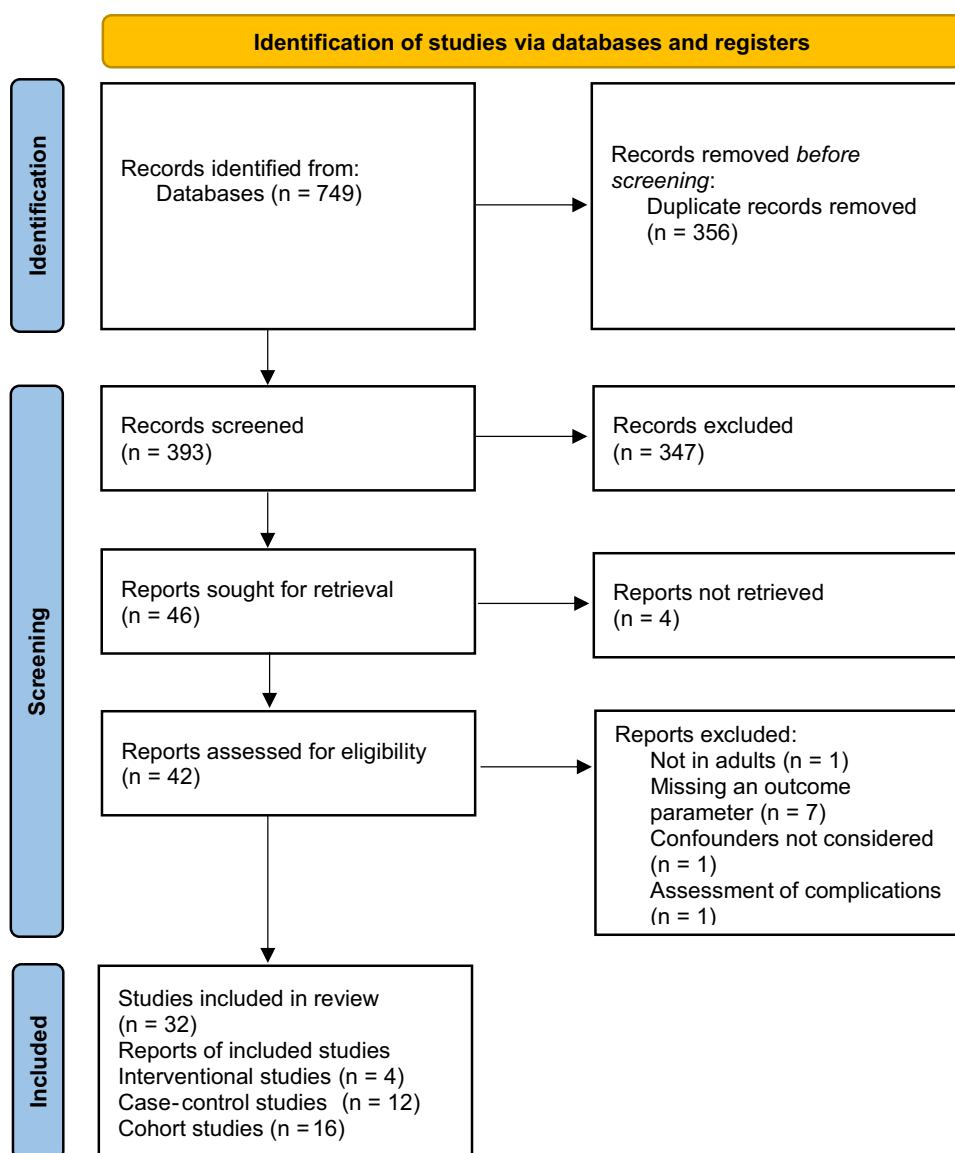 Identification of studies via databases and registers
Identification
Records identified from:
Databases (n = 749)
Records removed before
screening:
Duplicate records removed
(n = 356)
Screening
Records screened
(n = 393)
Records excluded
(n = 347)
Reports sought for retrieval
(n = 46)
Reports not retrieved
(n = 4)
Reports assessed for eligibility
(n = 42)
Reports excluded:
Not in adults (n = 1)
Missing an outcome
parameter (n = 7)
Confounders not considered
(n = 1)
Assessment of complications
(n = 1)
Included
Studies included in review
(n = 32)
Reports of included studies
Interventional studies (n = 4)
Case-control studies (n = 12)
Cohort studies (n = 16)